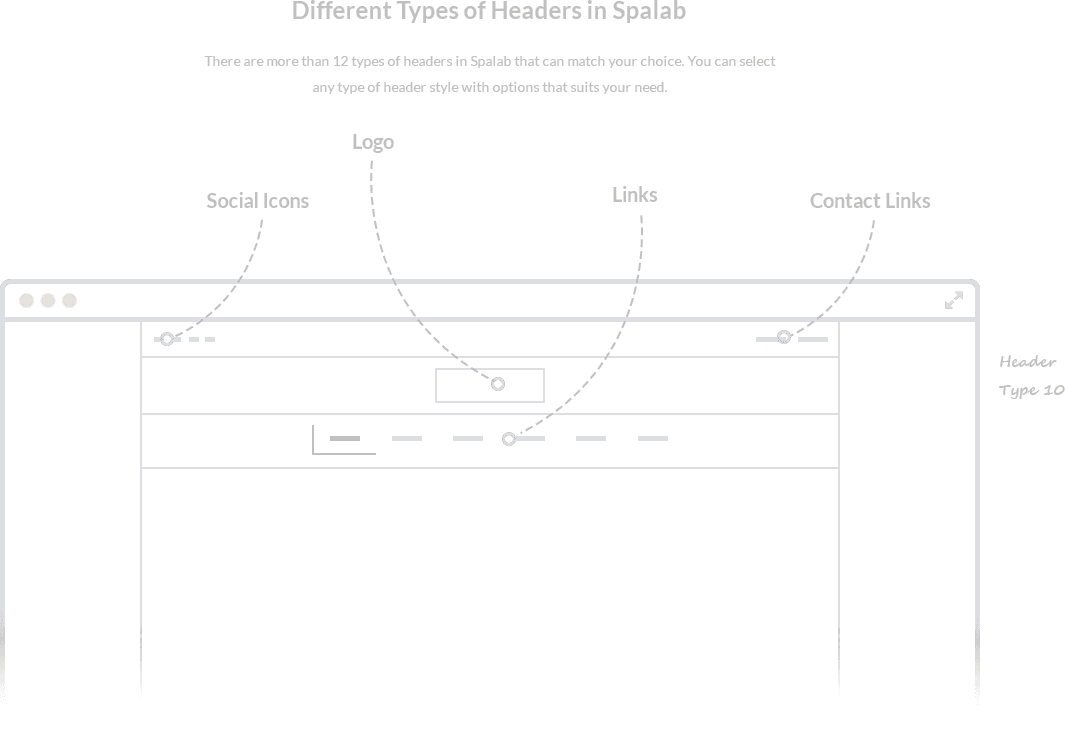 Different Types of Headers in Spalab
There are more than 12 types of headers in Spalab that can match your choice. You can select
any type of header style with options that suits your need.
Logo
Social Icons
Links
Contact Links
Header
Type 10